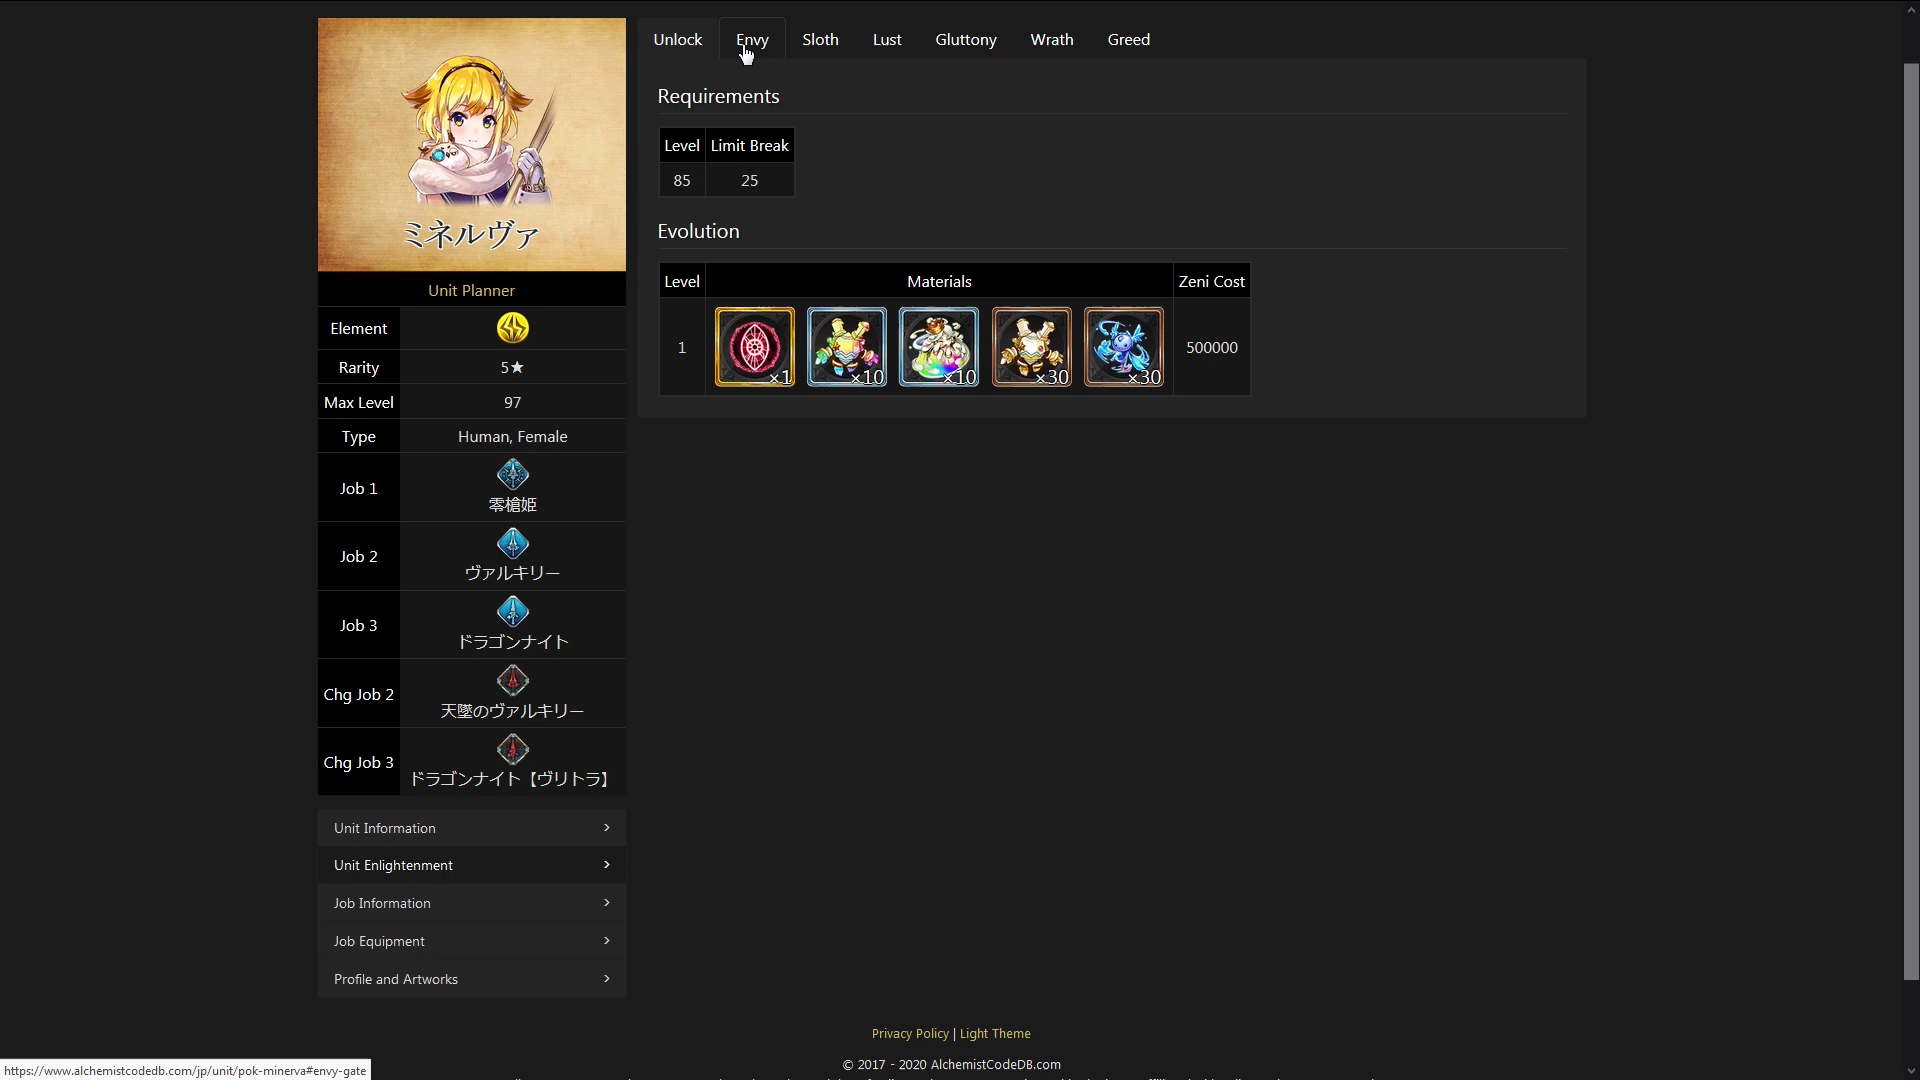 Unlock Envy Sloth Lust Gluttony Wrath Greed
ミネルヴァ
Unit Planner
Element
Rarity 5★
Max Level 97
Type Human, Female
Job 1 零槍姫
Job 2 ヴァルキリー
Job 3 ドラゴンナイト
Chg Job 2 天墜のヴァルキリー
Chg Job 3 ドラゴンナイト【ヴリトラ】
Unit Information
Unit Enlightenment
Job Information
Job Equipment
Profile and Artworks
Requirements
Level Limit Break
85 25
Evolution
Level Materials Zeni Cost
1 ×1 ×10 ×10 ×30 ×30 500000
Privacy Policy | Light Theme
© 2017 - 2020 AlchemistCodeDB.com
https://www.alchemistcodedb.com/jp/unit/pok-minerva#envy-gate